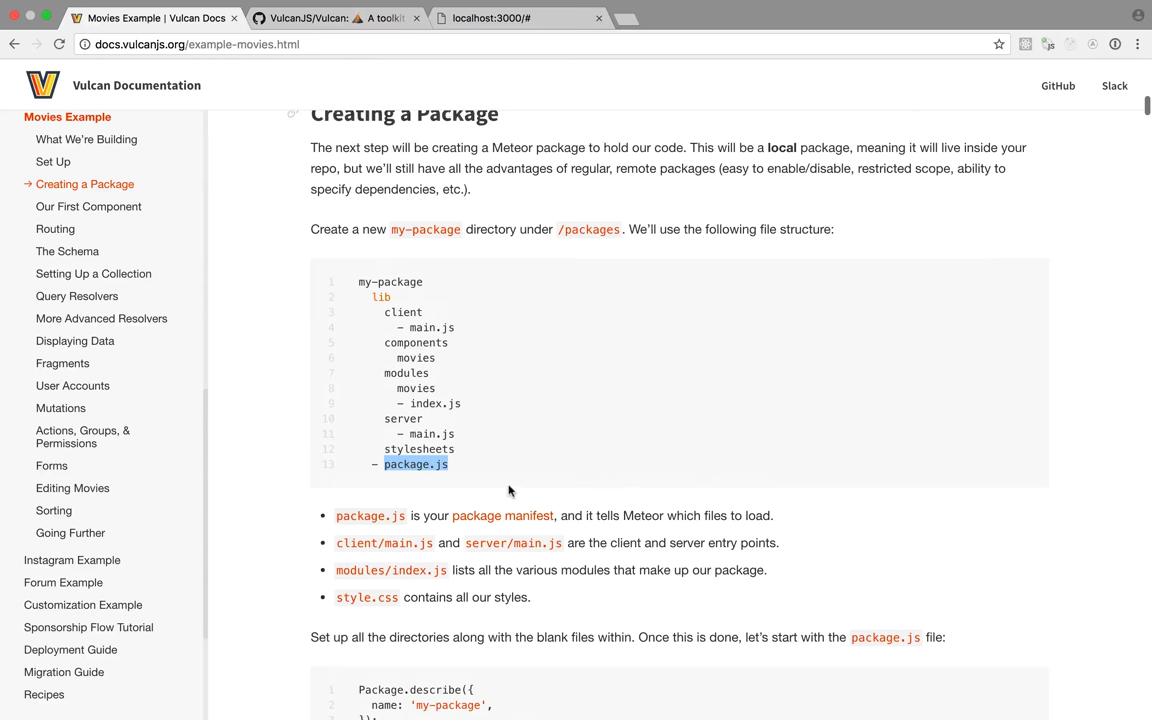 Movies Example | Vulcan Docs
VulcanJS/Vulcan: 🌋 A toolkit
localhost:3000/#
docs.vulcanjs.org/example-movies.html
Vulcan Documentation
GitHub
Slack
Movies Example
What We're Building
Set Up
→ Creating a Package
Our First Component
Routing
The Schema
Setting Up a Collection
Query Resolvers
More Advanced Resolvers
Displaying Data
Fragments
User Accounts
Mutations
Actions, Groups, &
Permissions
Forms
Editing Movies
Sorting
Going Further
Instagram Example
Forum Example
Customization Example
Sponsorship Flow Tutorial
Deployment Guide
Migration Guide
Recipes
Creating a Package
The next step will be creating a Meteor package to hold our code. This will be a local package, meaning it will live inside your
repo, but we'll still have all the advantages of regular, remote packages (easy to enable/disable, restricted scope, ability to
specify dependencies, etc.).
Create a new my-package directory under /packages. We'll use the following file structure:
1 my-package
2 lib
3 client
4 - main.js
5 components
6 movies
7 modules
8 movies
9 - index.js
10 server
11 - main.js
12 stylesheets
13 - package.js
• package.js is your package manifest, and it tells Meteor which files to load.
• client/main.js and server/main.js are the client and server entry points.
• modules/index.js lists all the various modules that make up our package.
• style.css contains all our styles.
Set up all the directories along with the blank files within. Once this is done, let's start with the package.js file:
1 Package.describe({
2 name: 'my-package',
3 });